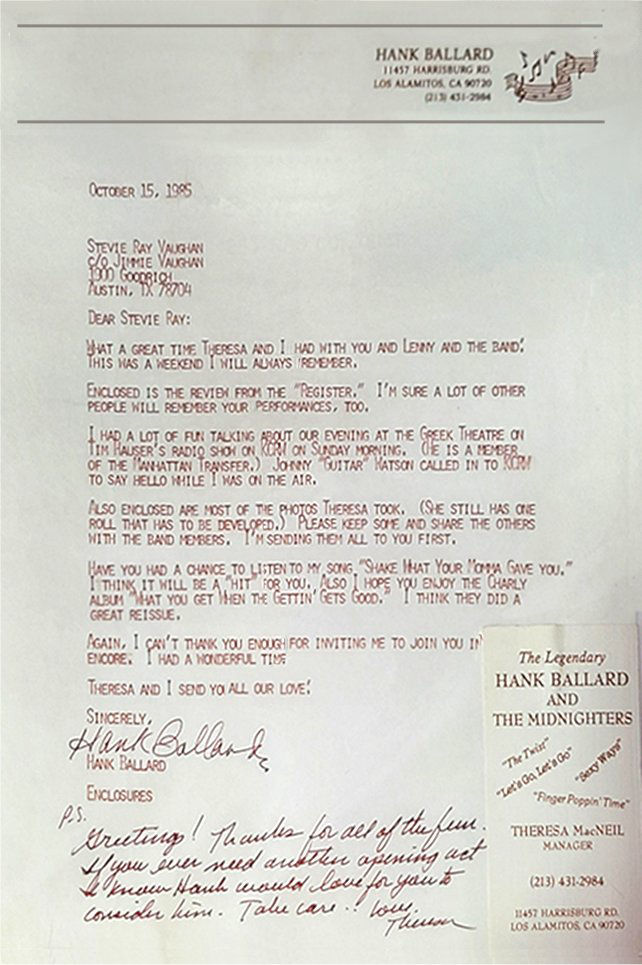 HANK BALLARD
11457 HARRISBURG RD.
LOS ALAMITOS, CA 90720
(213) 431-2984
OCTOBER 15, 1985
STEVIE RAY VAUGHAN
C/O JIMMIE VAUGHAN
1900 GOODRICH
AUSTIN, TX 78704
DEAR STEVIE RAY:
WHAT A GREAT TIME THERESA AND I HAD WITH YOU AND LENNY AND THE BAND!
THIS WAS A WEEKEND I WILL ALWAYS REMEMBER.
ENCLOSED IS THE REVIEW FROM THE "REGISTER." I'M SURE A LOT OF OTHER
PEOPLE WILL REMEMBER YOUR PERFORMANCES, TOO.
I HAD A LOT OF FUN TALKING ABOUT OUR EVENING AT THE GREEK THEATRE ON
TIM HAUSER'S RADIO SHOW ON KCRW ON SUNDAY MORNING. (HE IS A MEMBER
OF THE MANHATTAN TRANSFER.) JOHNNY "GUITAR" WATSON CALLED IN TO KCRW
TO SAY HELLO WHILE I WAS ON THE AIR.
ALSO ENCLOSED ARE MOST OF THE PHOTOS THERESA TOOK. (SHE STILL HAS ONE
ROLL THAT HAS TO BE DEVELOPED.) PLEASE KEEP SOME AND SHARE THE OTHERS
WITH THE BAND MEMBERS. I'M SENDING THEM ALL TO YOU FIRST.
HAVE YOU HAD A CHANCE TO LISTEN TO MY SONG, "SHAKE WHAT YOUR MOMMA GAVE YOU."
I THINK IT WILL BE A "HIT" FOR YOU. ALSO I HOPE YOU ENJOY THE CHARLY
ALBUM "WHAT YOU GET WHEN THE GETTIN' GETS GOOD." I THINK THEY DID A
GREAT REISSUE.
AGAIN, I CAN'T THANK YOU ENOUGH FOR INVITING ME TO JOIN YOU IN
ENCORE. I HAD A WONDERFUL TIME
THERESA AND I SEND YOU ALL OUR LOVE!
SINCERELY,
Hank Ballard
HANK BALLARD
ENCLOSURES
P.S.
Greetings! Thanks for all of the fun.
If you ever need another opening act
I know Hank would love for you to
consider him. Take care!! Love,
Theresa
The Legendary
HANK BALLARD
AND
THE MIDNIGHTERS
"The Twist"
"Let's Go, Let's Go"
"Sexy Ways"
"Finger Poppin' Time"
THERESA MacNEIL
MANAGER
(213) 431-2984
11457 HARRISBURG RD.
LOS ALAMITOS, CA 90720